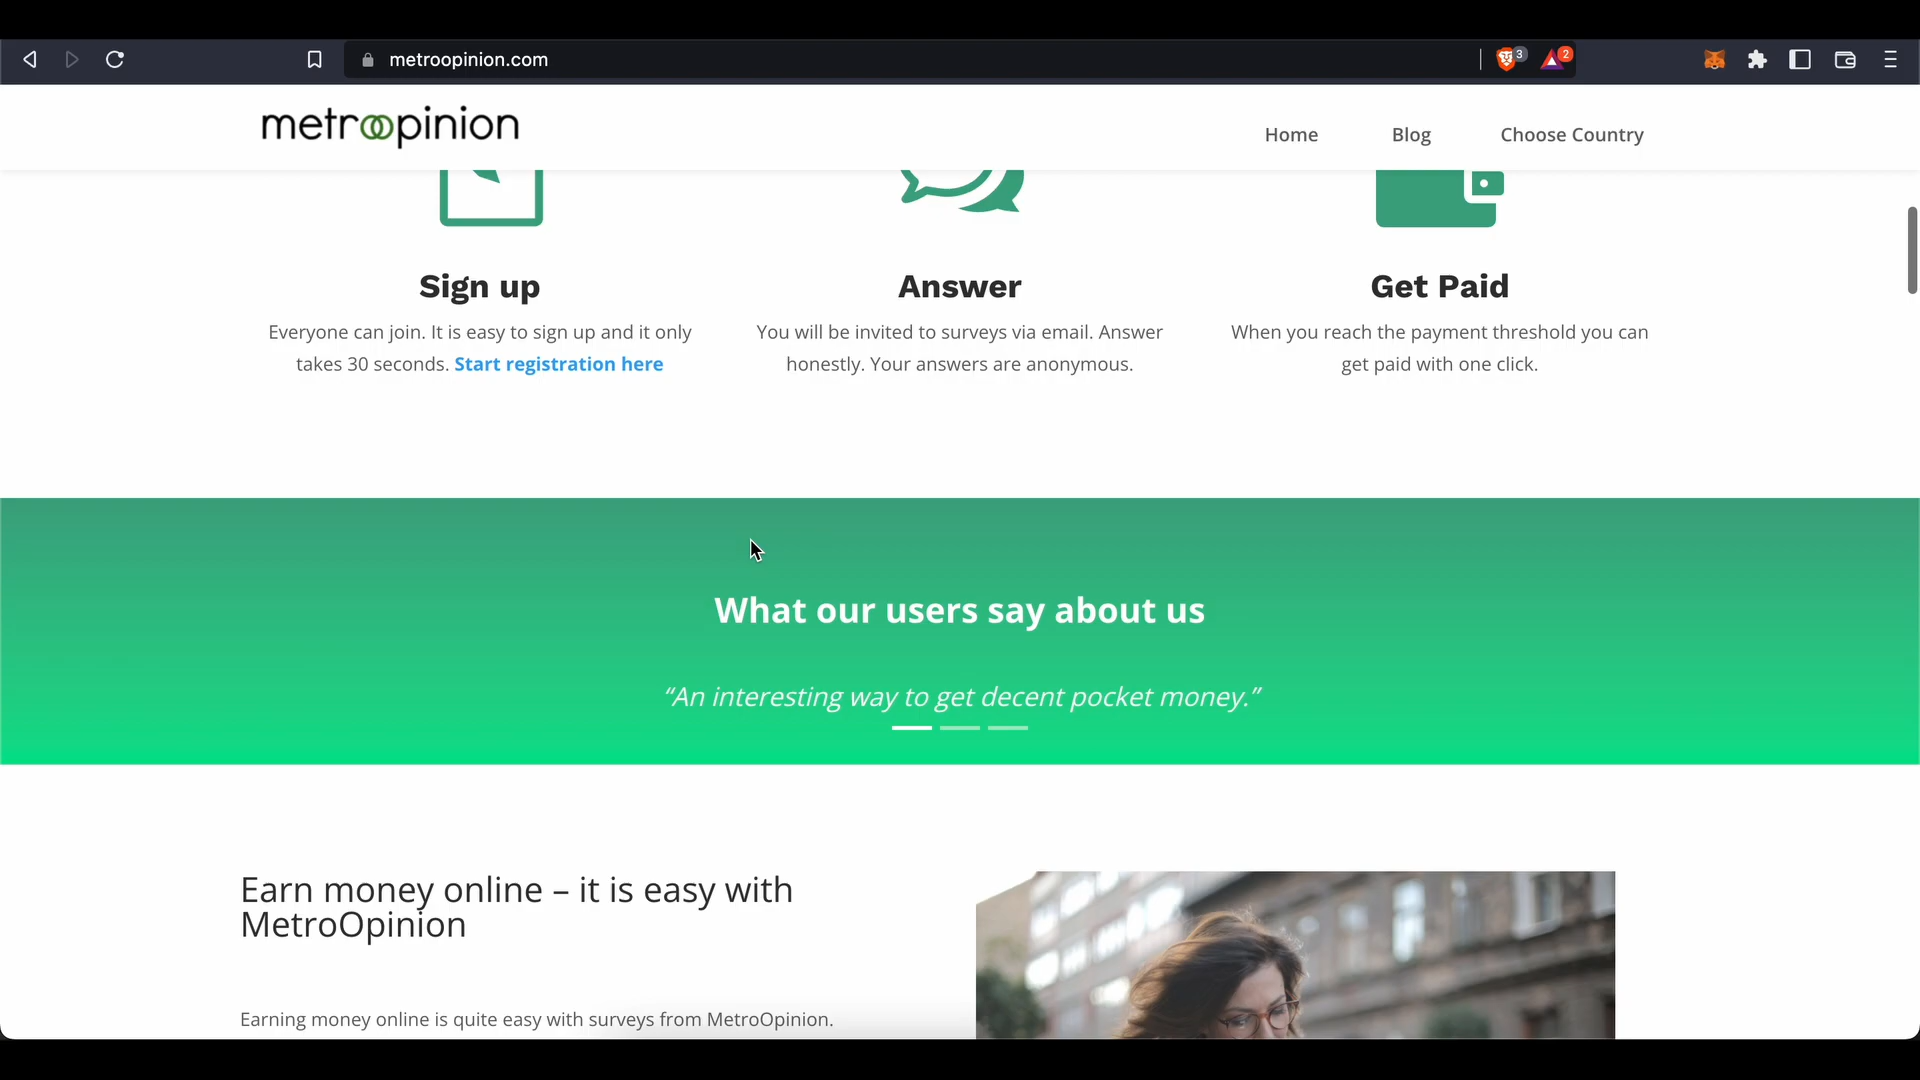 metroopinion.com
3
2
metroopinion
Home
Blog
Choose Country
Sign up
Everyone can join. It is easy to sign up and it only
takes 30 seconds. Start registration here
Answer
You will be invited to surveys via email. Answer
honestly. Your answers are anonymous.
Get Paid
When you reach the payment threshold you can
get paid with one click.
What our users say about us
“An interesting way to get decent pocket money.”
Earn money online – it is easy with
MetroOpinion
Earning money online is quite easy with surveys from MetroOpinion.